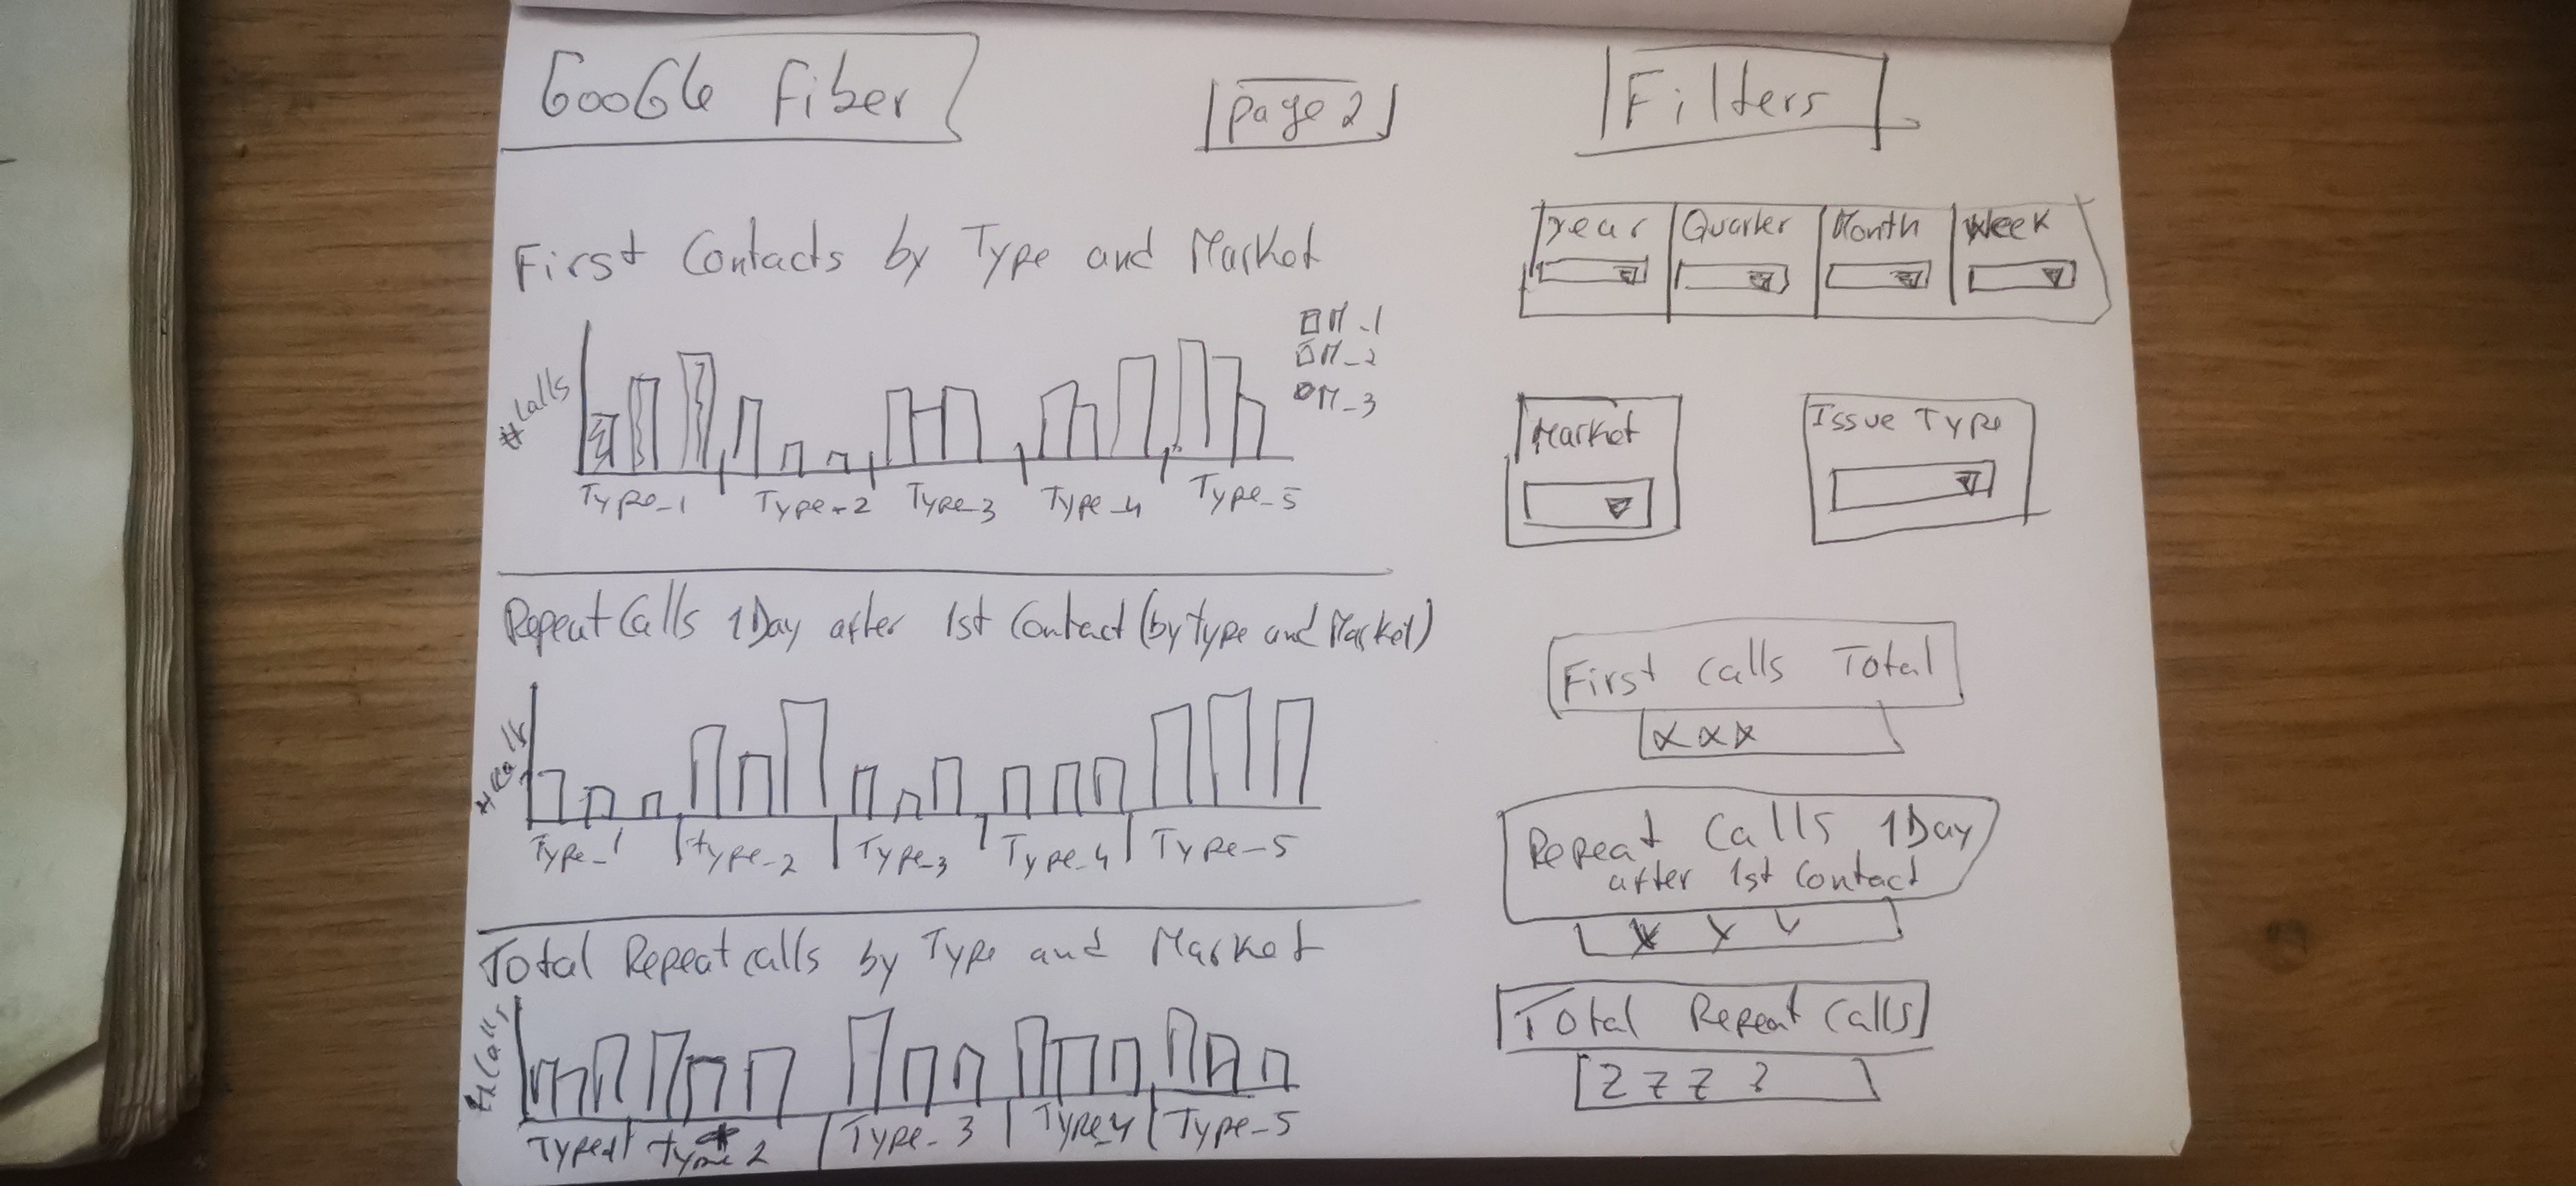 GooGle Fiber
page 2
Filters
First Contacts by Type and Market
# Calls
M_1
M_2
M_3
Type_1 Type_2 Type_3 Type_4 Type_5
Repeat Calls 1Day after 1st Contact (by type and Market)
# Calls
Type_1 type_2 Type_3 Type_4 Type_5
Total Repeat calls by Type and Market
# Calls
Type_1 type_2 Type_3 Type_4 Type_5
year Quarter Month Week
Market
Issue Type
First calls Total
xxx
Repeat Calls 1Day
after 1st Contact
Total Repeat Calls